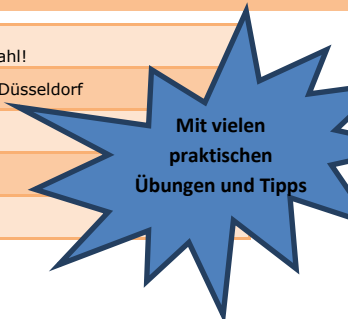 ahl!
Düsseldorf
Mit vielen
praktischen
Übungen und Tipps